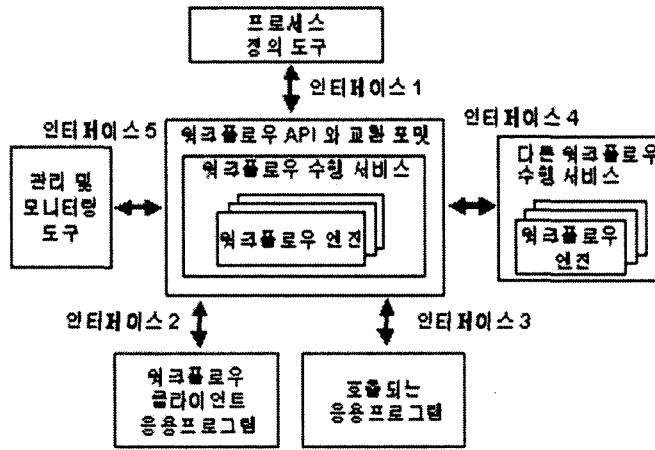 프로세스
정의 도구
인터페이스 1
인터페이스 5
워크플로우 API 와 교환 포맷
인터페이스 4
관리 및
모니터링
도구
워크플로우 수행 서비스
워크플로우 엔진
다른 워크플로우
수행 서비스
워크플로우
엔진
인터페이스 2
인터페이스 3
워크플로우
클라이언트
응용프로그램
호출되는
응용프로그램